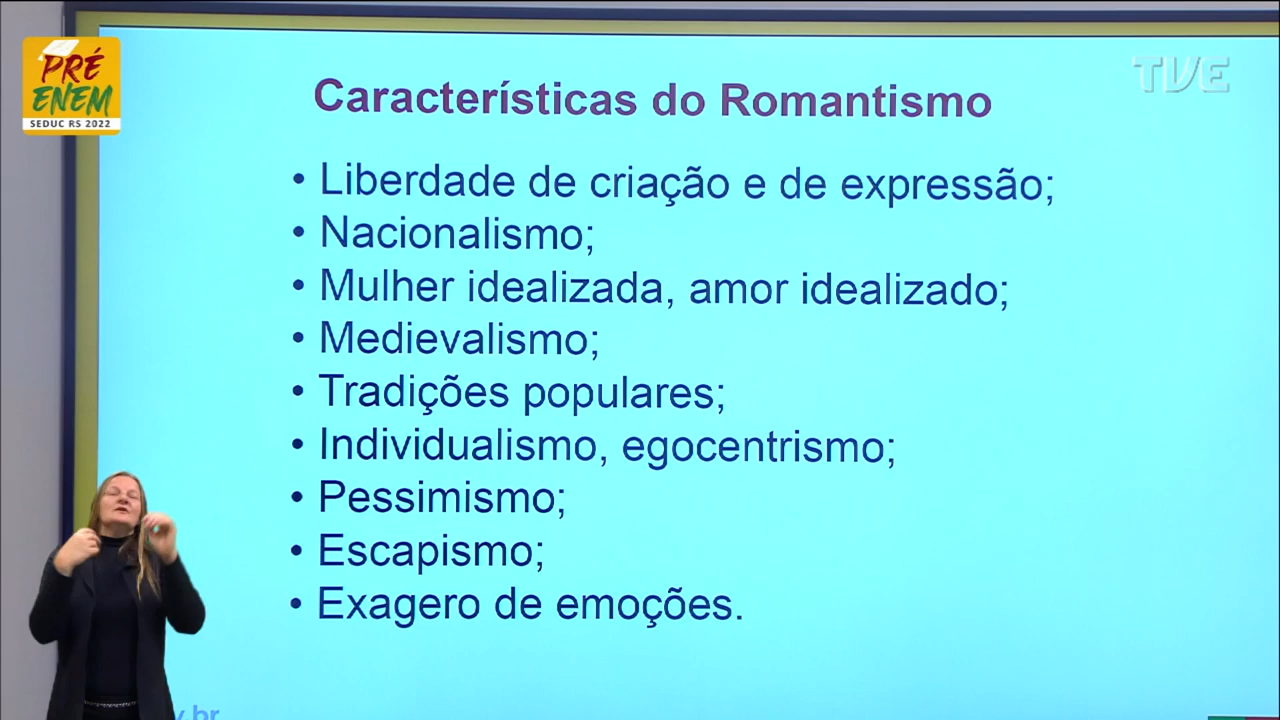 PRÉ
ENEM
SEDUC RS 2022
TVE
Características do Romantismo
• Liberdade de criação e de expressão;
• Nacionalismo;
• Mulher idealizada, amor idealizado;
• Medievalismo;
• Tradições populares;
• Individualismo, egocentrismo;
• Pessimismo;
• Escapismo;
• Exagero de emoções.